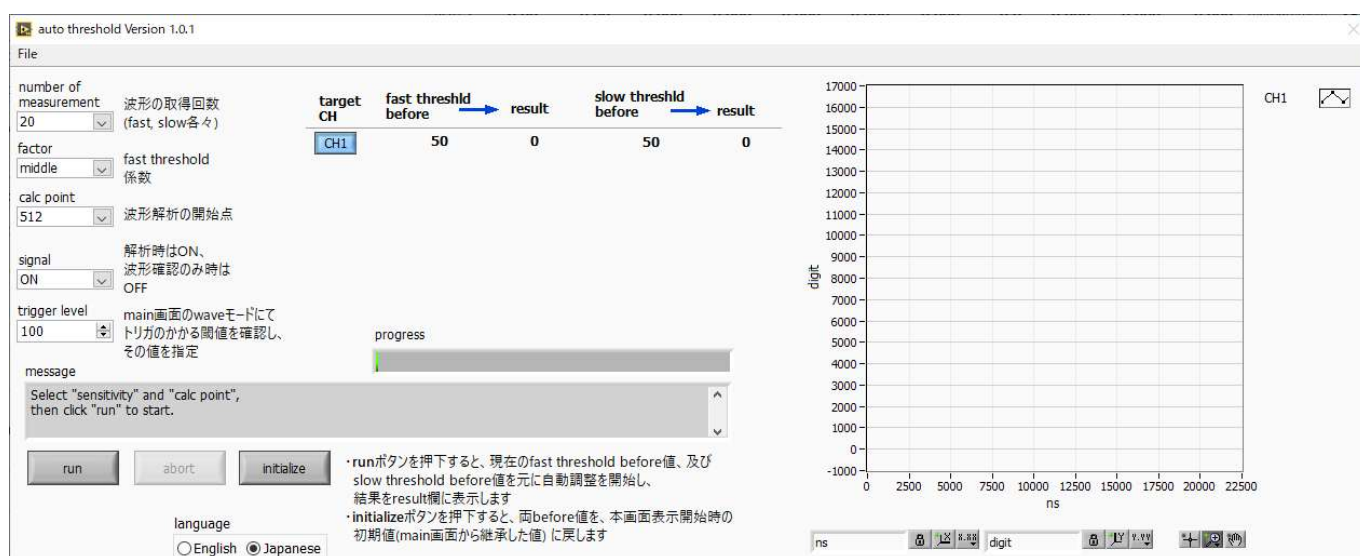 auto threshold Version 1.0.1
File
number of
measurement
20
波形の取得回数
(fast, slow各々)
factor
middle
fast threshold
係数
calc point
512
波形解析の開始点
signal
ON
解析時はON、
波形確認のみ時は
OFF
trigger level
100
main画面のwaveモードにて
トリガのかかる閾値を確認し、
その値を指定
target
CH
fast threshld
before
result
slow threshld
before
result
CH1
50
0
50
0
progress
message
Select "sensitivity" and "calc point",
then click "run" to start.
run
abort
initialize
・runボタンを押下すると、現在のfast threshold before値、及び
slow threshold before値を元に自動調整を開始し、
結果をresult欄に表示します
・initializeボタンを押下すると、両before値を、本画面表示開始時の
初期値(main画面から継承した値) に戻します
language
English
Japanese
17000
16000
15000
14000
13000
12000
11000
10000
9000
8000
7000
6000
5000
4000
3000
2000
1000
0
-1000
digit
0 2500 5000 7500 10000 12500 15000 17500 20000 22500
ns
CH1
ns
digit